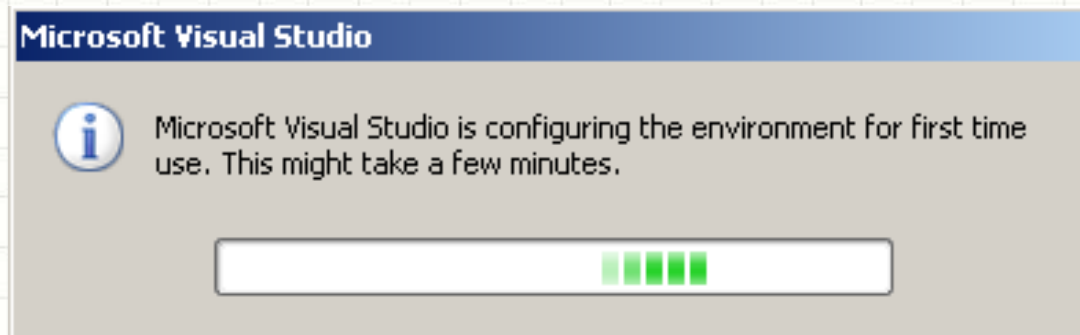 Microsoft Visual Studio
Microsoft Visual Studio is configuring the environment for first time
use. This might take a few minutes.